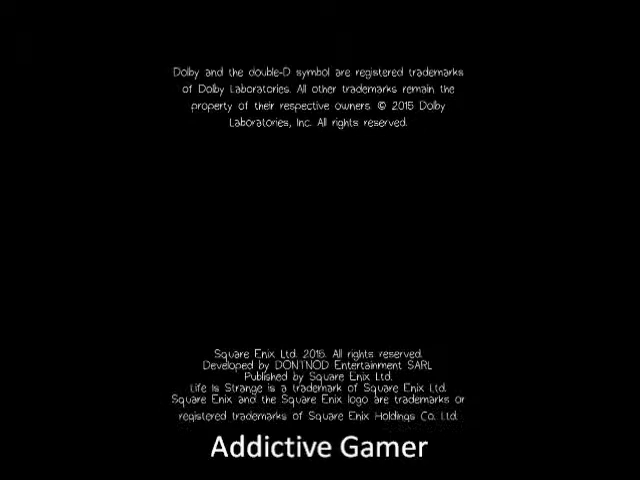 Dolby and the double-D symbol are registered trademarks
of Dolby Laboratories. All other trademarks remain the
property of their respective owners. © 2015 Dolby
Laboratories, Inc. All rights reserved.
Square Enix Ltd. 2015. All rights reserved.
Developed by DONTNOD Entertainment SARL
Published by Square Enix Ltd.
Life Is Strange is a trademark of Square Enix Ltd.
Square Enix and the Square Enix logo are trademarks or
registered trademarks of Square Enix Holdings Co. Ltd.
Addictive Gamer